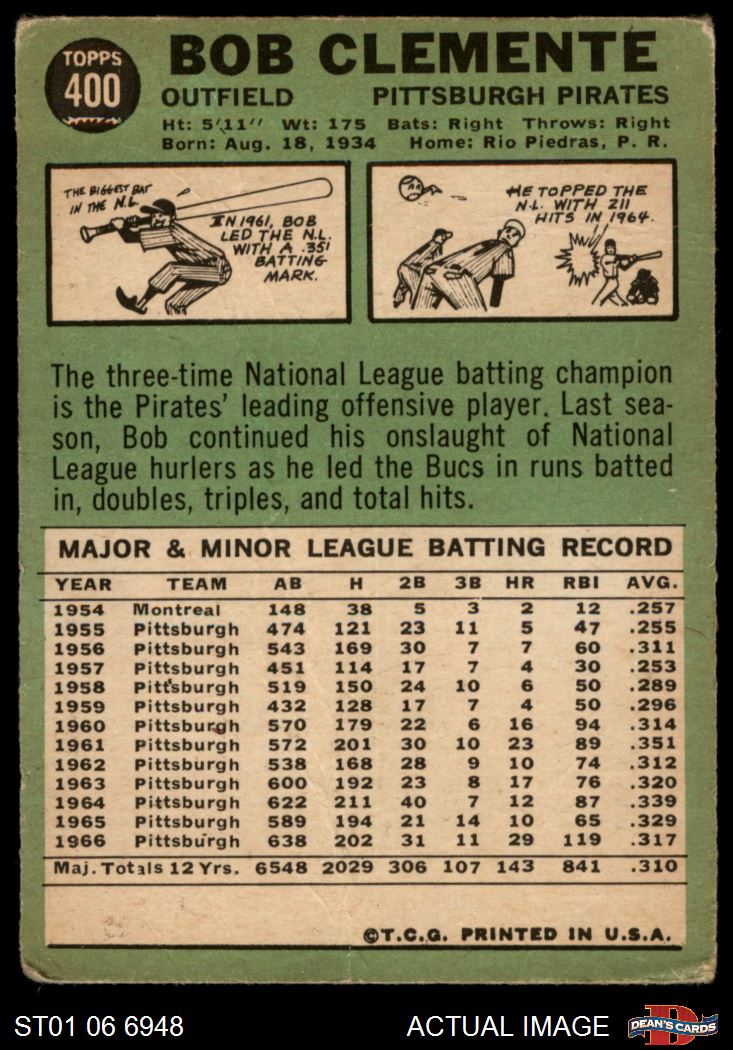 TOPPS
400
BOB CLEMENTE
OUTFIELD PITTSBURGH PIRATES
Ht: 5'11" Wt: 175 Bats: Right Throws: Right
Born: Aug. 18, 1934 Home: Rio Piedras, P. R.
THE BIGGEST BAT
IN THE N.L.
IN 1961, BOB
LED THE N.L.
WITH A .351
BATTING
MARK.
HE TOPPED THE
N.L. WITH 211
HITS IN 1964.
The three-time National League batting champion
is the Pirates' leading offensive player. Last sea-
son, Bob continued his onslaught of National
League hurlers as he led the Bucs in runs batted
in, doubles, triples, and total hits.
MAJOR & MINOR LEAGUE BATTING RECORD
YEAR TEAM AB H 2B 3B HR RBI AVG.
1954 Montreal 148 38 5 3 2 12 .257
1955 Pittsburgh 474 121 23 11 5 47 .255
1956 Pittsburgh 543 169 30 7 7 60 .311
1957 Pittsburgh 451 114 17 7 4 30 .253
1958 Pittsburgh 519 150 24 10 6 50 .289
1959 Pittsburgh 432 128 17 7 4 50 .296
1960 Pittsburgh 570 179 22 6 16 94 .314
1961 Pittsburgh 572 201 30 10 23 89 .351
1962 Pittsburgh 538 168 28 9 10 74 .312
1963 Pittsburgh 600 192 23 8 17 76 .320
1964 Pittsburgh 622 211 40 7 12 87 .339
1965 Pittsburgh 589 194 21 14 10 65 .329
1966 Pittsburgh 638 202 31 11 29 119 .317
Maj. Totals 12 Yrs. 6548 2029 306 107 143 841 .310
©T.C.G. PRINTED IN U.S.A.
ST01 06 6948 ACTUAL IMAGE D DEAN'S CARDS